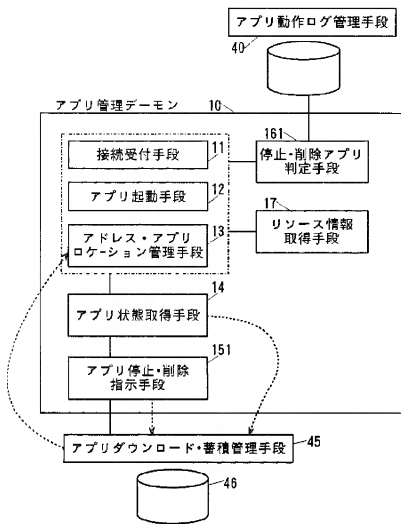 アプリ動作ログ管理手段
40
アプリ管理デーモン
10
11
接続受付手段
161
停止・削除アプリ
判定手段
12
アプリ起動手段
13
アドレス・アプリ
ロケーション管理手段
17
リソース情報
取得手段
14
アプリ状態取得手段
151
アプリ停止・削除
指示手段
アプリダウンロード・蓄積管理手段
45
46